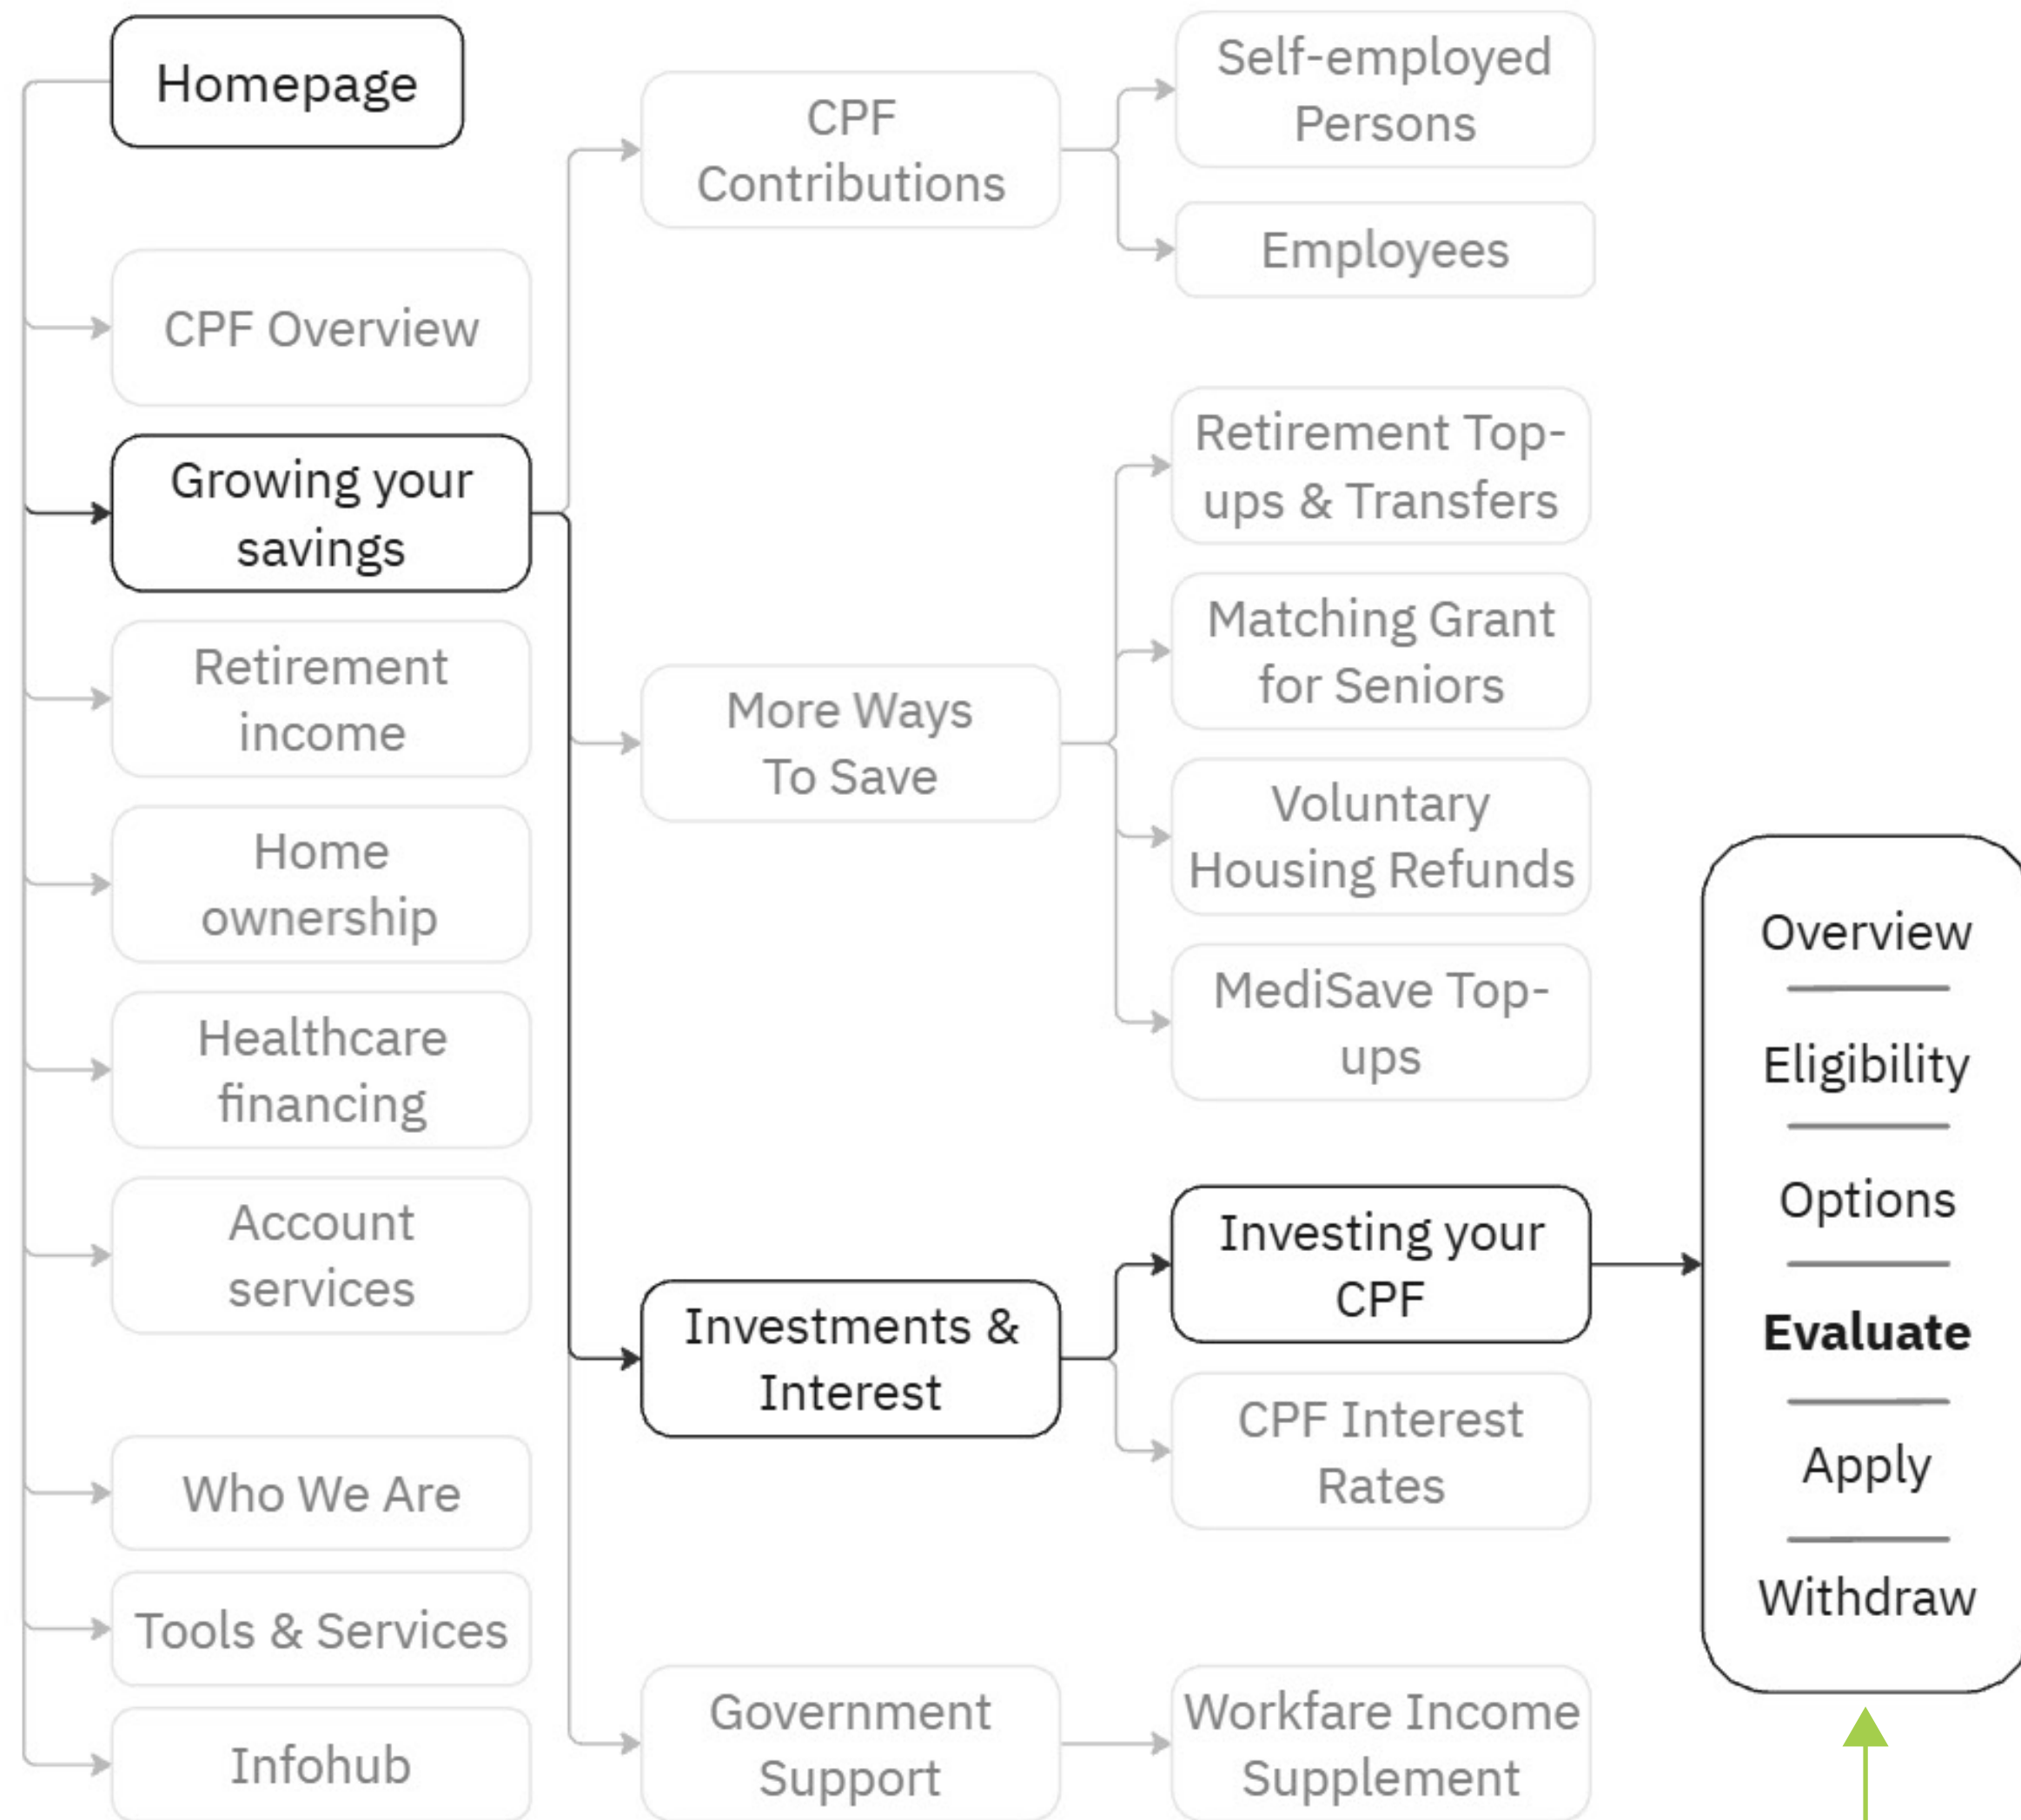 Homepage
CPF Overview
Growing your
savings
Retirement
income
Home
ownership
Healthcare
financing
Account
services
Who We Are
Tools & Services
Infohub
CPF
Contributions
More Ways
To Save
Investments &
Interest
Government
Support
Self-employed
Persons
Employees
Retirement Top-
ups & Transfers
Matching Grant
for Seniors
Voluntary
Housing Refunds
MediSave Top-
ups
Investing your
CPF
CPF Interest
Rates
Workfare Income
Supplement
Overview
Eligibility
Options
Evaluate
Apply
Withdraw